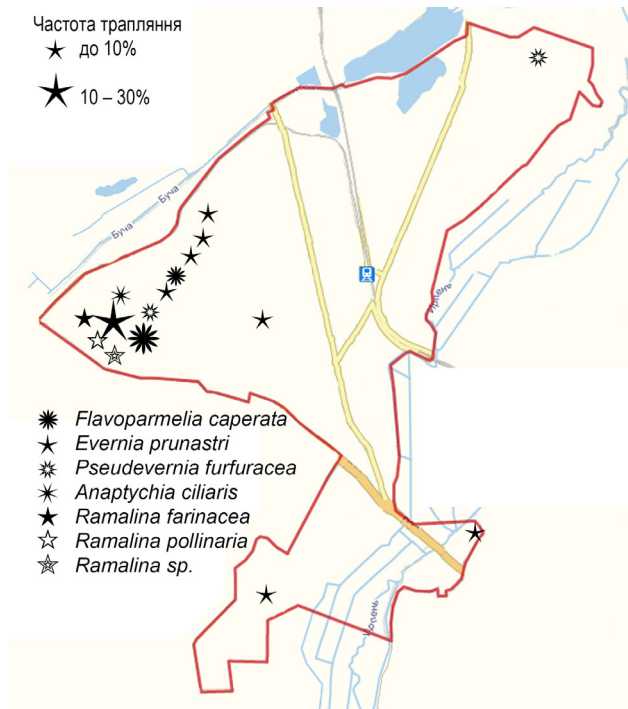 Частота трапляння
до 10%
10 – 30%
Буча
Буча
Ирпень
Flavoparmelia caperata
Evernia prunastri
Pseudevernia furfuracea
Anaptychia ciliaris
Ramalina farinacea
Ramalina pollinaria
Ramalina sp.